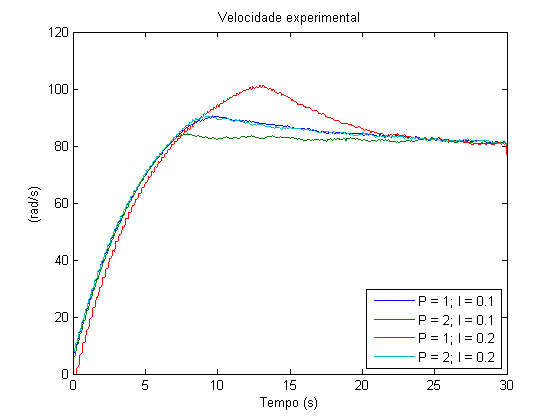 Velocidade experimental
120
100
80
60
40
20
0
(rad/s)
P = 1; I = 0.1
P = 2; I = 0.1
P = 1; I = 0.2
P = 2; I = 0.2
0 5 10 15 20 25 30
Tempo (s)